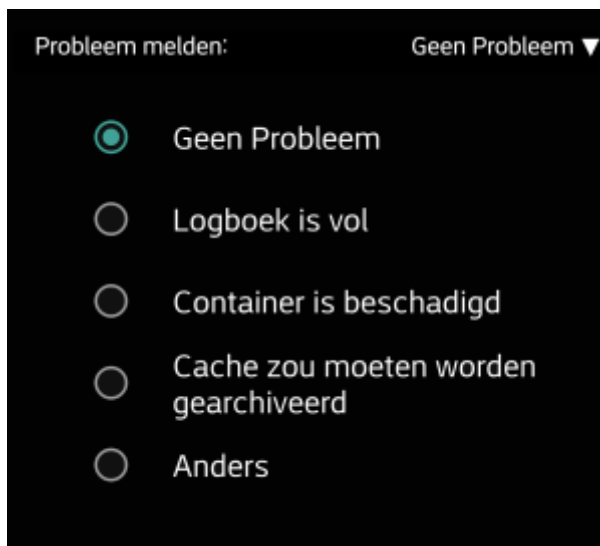 Probleem melden: Geen Probleem ▼
Geen Probleem
Logboek is vol
Container is beschadigd
Cache zou moeten worden
gearchiveerd
Anders